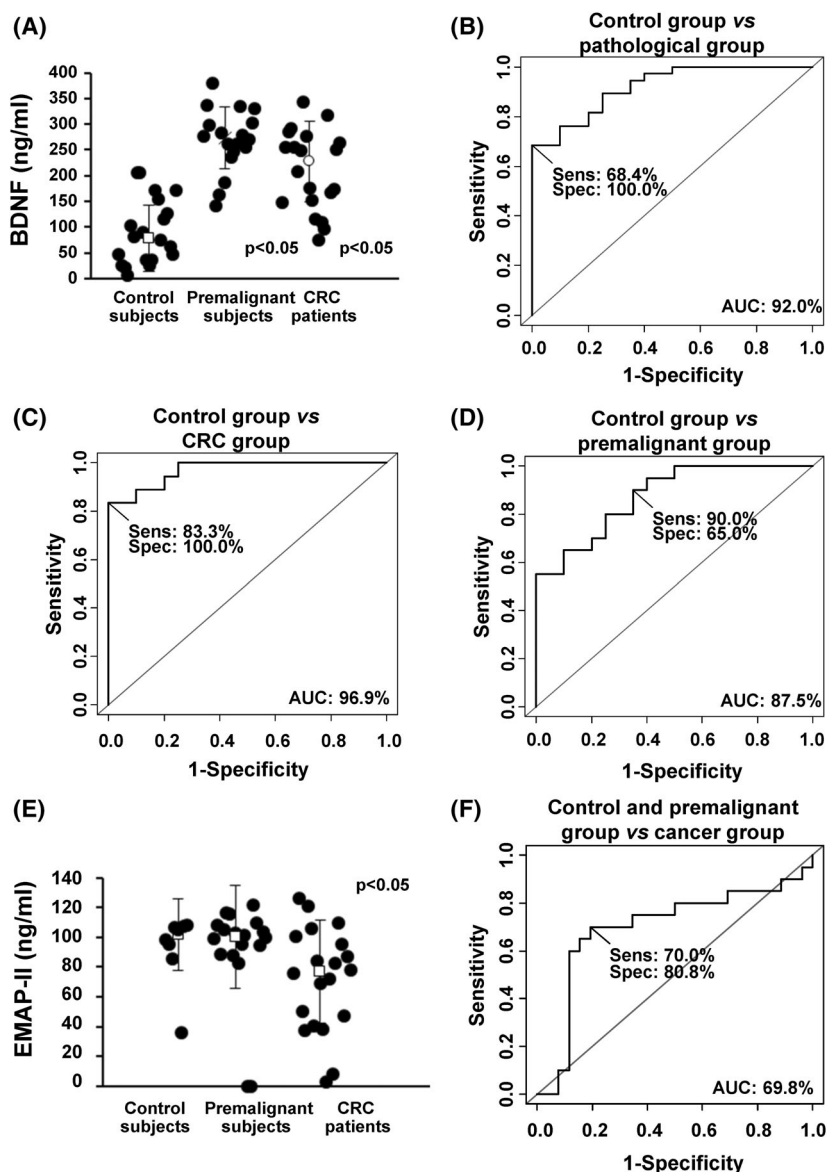 (A)
400
350
300
250
200
150
100
50
0
BDNF (ng/ml)
p<0.05 p<0.05
Control Premalignant CRC
subjects subjects patients
(B)
Control group vs
pathological group
1.0
0.8
0.6
0.4
0.2
0.0
Sensitivity
Sens: 68.4%
Spec: 100.0%
AUC: 92.0%
0.0 0.2 0.4 0.6 0.8 1.0
1-Specificity
(C)
Control group vs
CRC group
1.0
0.8
0.6
0.4
0.2
0.0
Sensitivity
Sens: 83.3%
Spec: 100.0%
AUC: 96.9%
0.0 0.2 0.4 0.6 0.8 1.0
1-Specificity
(D)
Control group vs
premalignant group
1.0
0.8
0.6
0.4
0.2
0.0
Sensitivity
Sens: 90.0%
Spec: 65.0%
AUC: 87.5%
0.0 0.2 0.4 0.6 0.8 1.0
1-Specificity
(E)
140
120
100
80
60
40
20
0
EMAP-II (ng/ml)
p<0.05
Control Premalignant CRC
subjects subjects patients
(F)
Control and premalignant
group vs cancer group
1.0
0.8
0.6
0.4
0.2
0.0
Sensitivity
Sens: 70.0%
Spec: 80.8%
AUC: 69.8%
0.0 0.2 0.4 0.6 0.8 1.0
1-Specificity